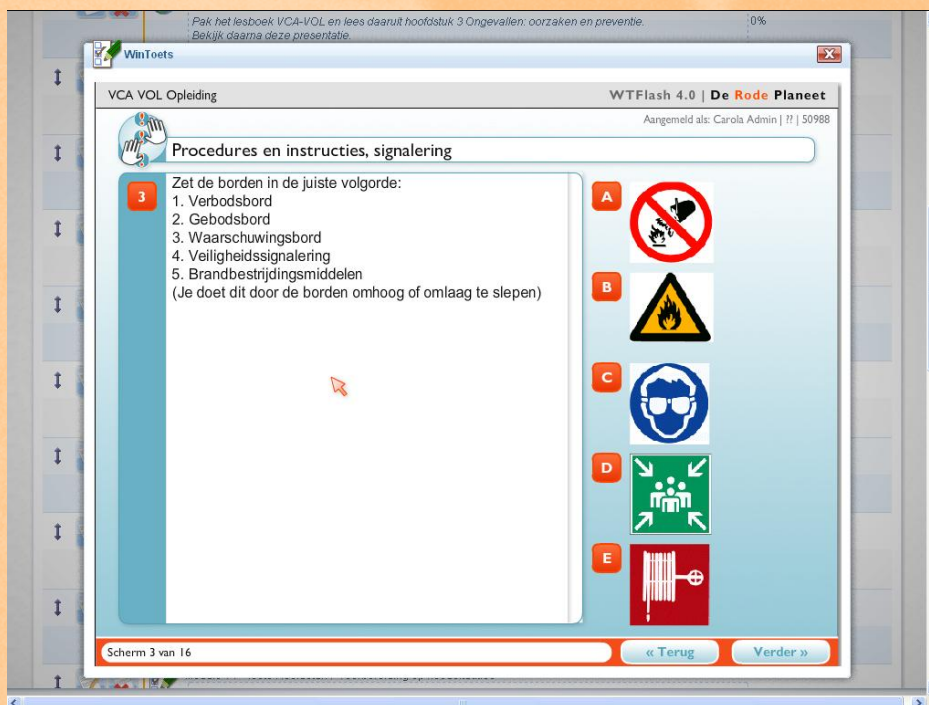 Pak het lesboek VCA-VOL en lees daaruit hoofdstuk 3 Ongevallen: oorzaken en preventie.
0%
Bekijk daarna deze presentatie.
WinToets
VCA VOL Opleiding
WTFlash 4.0 | De Rode Planeet
Aangemeld als: Carola Admin | ?? | 50988
Procedures en instructies, signalering
3
Zet de borden in de juiste volgorde:
1. Verbodsbord
2. Gebodsbord
3. Waarschuwingsbord
4. Veiligheidssignalering
5. Brandbestrijdingsmiddelen
(Je doet dit door de borden omhoog of omlaag te slepen)
A
B
C
D
E
Scherm 3 van 16
« Terug
Verder »